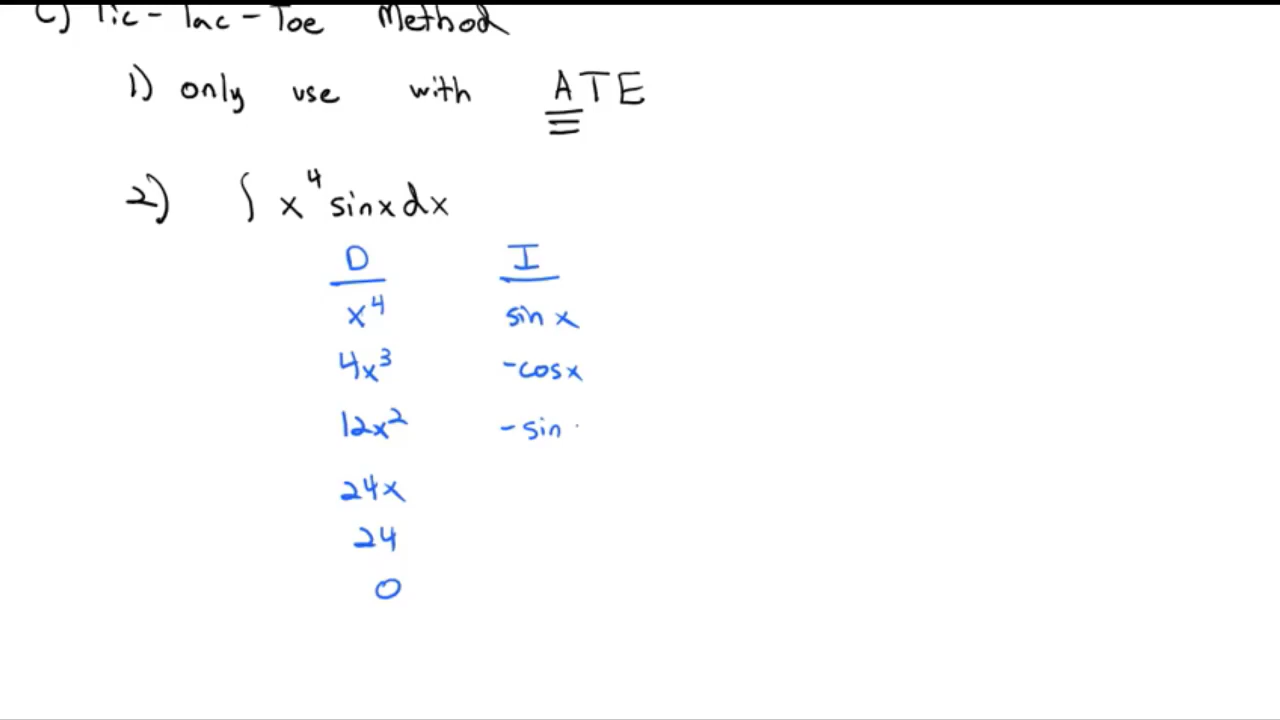 C) Tic-Tac-Toe Method
1) only use with ATE
2) ∫ x⁴ sinx dx
D I
x⁴ sin x
4x³ -cosx
12x² -sin
24x
24
0